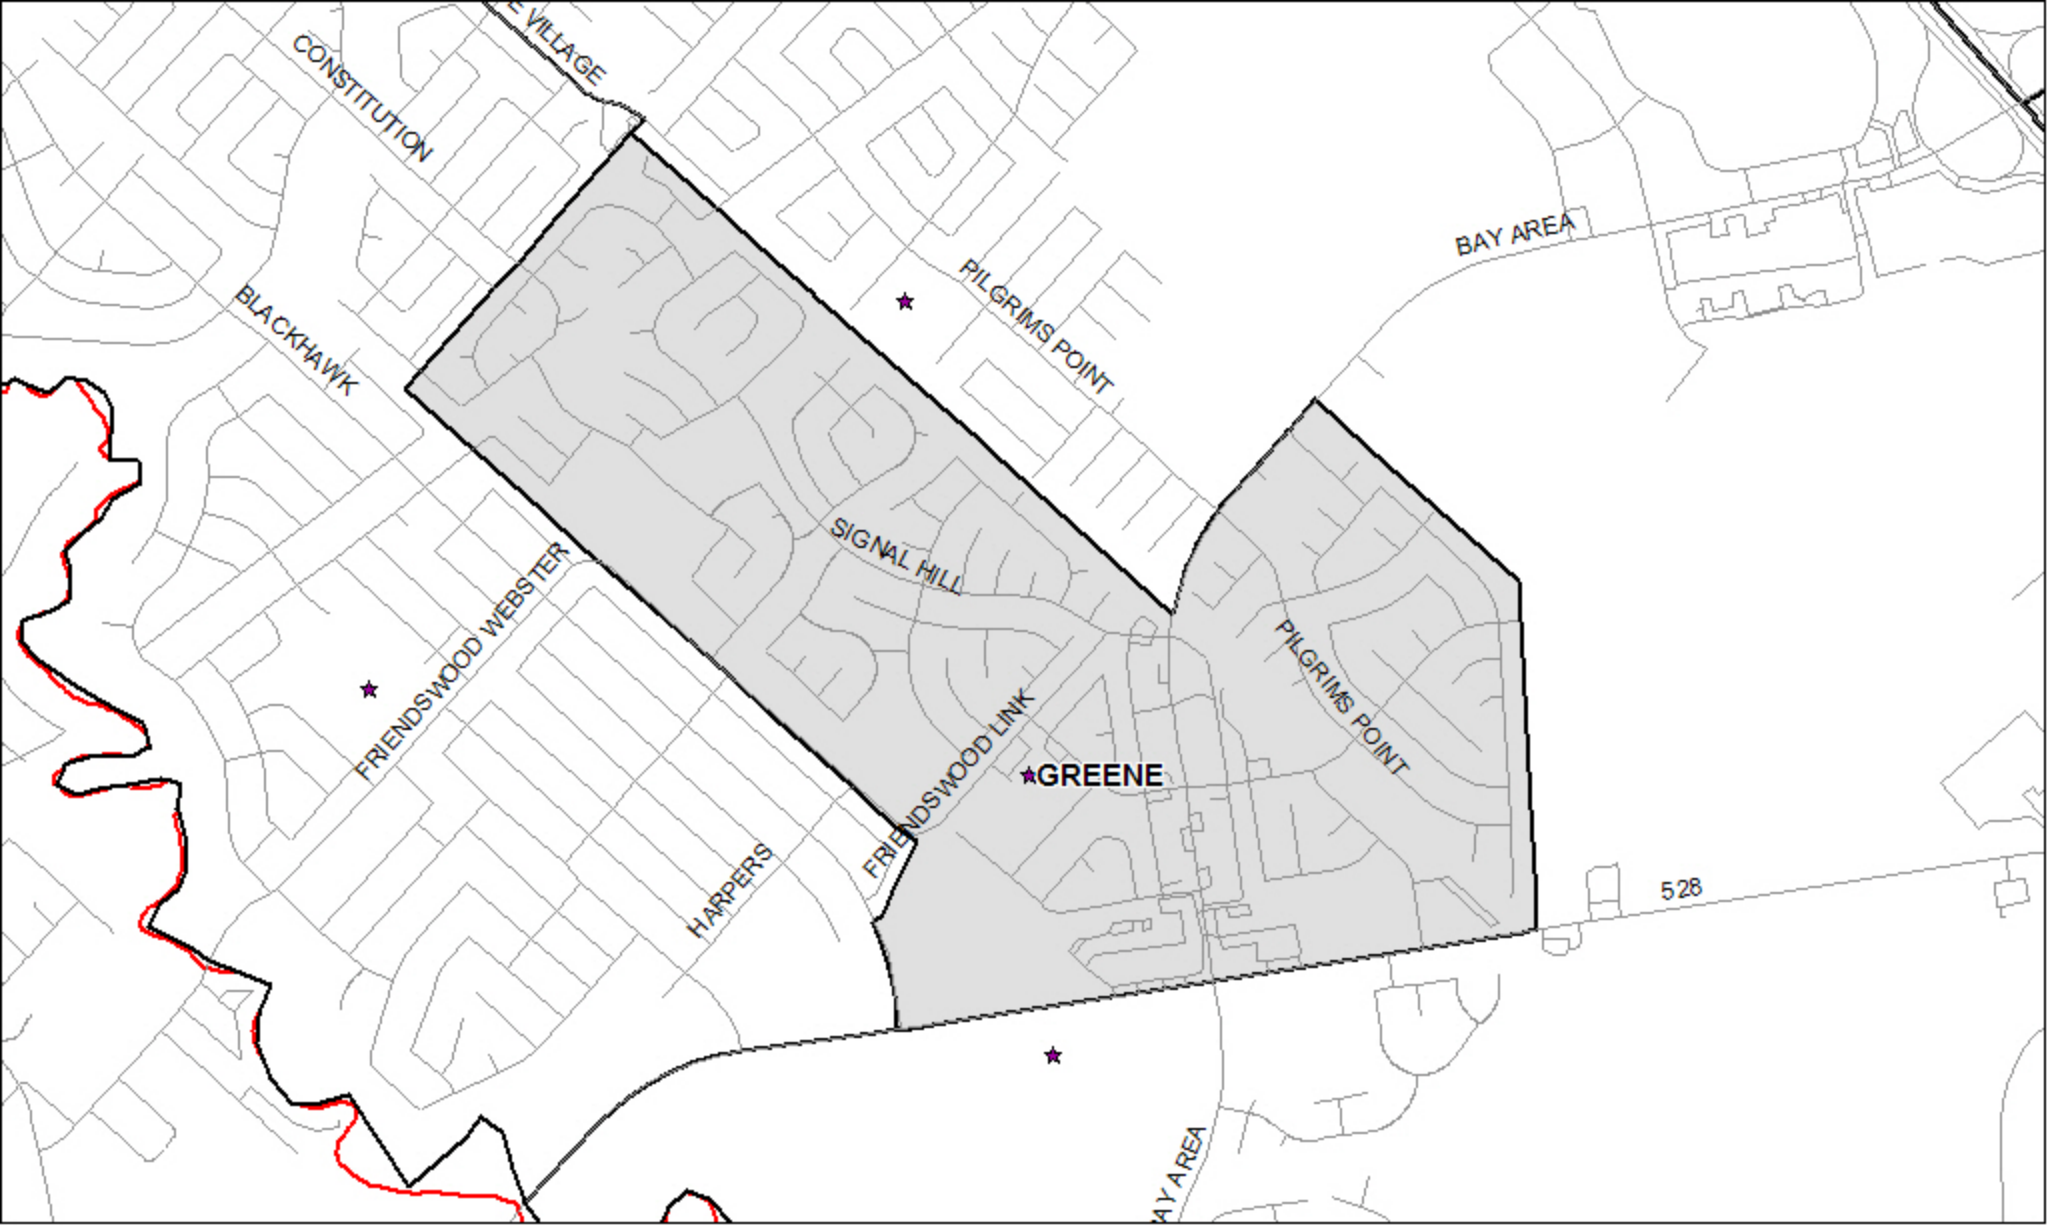 E VILLAGE
CONSTITUTION
BAY AREA
PILGRIMS POINT
BLACKHAWK
SIGNAL HILL
FRIENDSWOOD WEBSTER
PILGRIMS POINT
FRIENDSWOOD LINK
GREENE
HARPERS
528
AY AREA